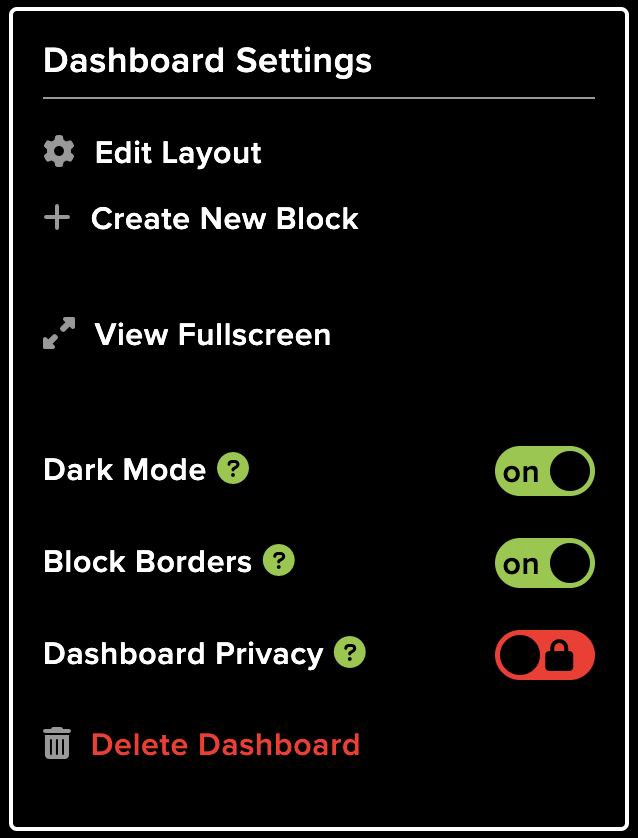 Dashboard Settings
Edit Layout
Create New Block
View Fullscreen
Dark Mode ? on
Block Borders ? on
Dashboard Privacy ?
Delete Dashboard